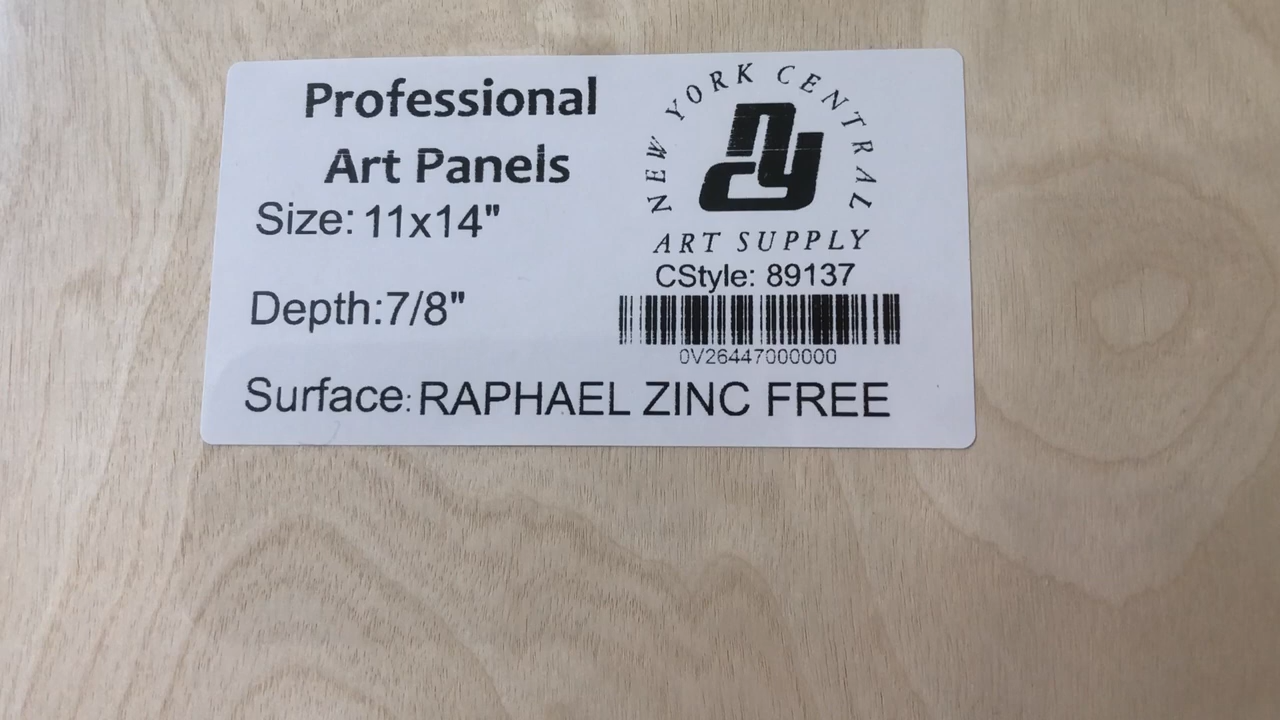 Professional
Art Panels
Size: 11x14"
Depth:7/8"
NEW YORK CENTRAL
ncy
ART SUPPLY
CStyle: 89137
0V26447000000
Surface: RAPHAEL ZINC FREE